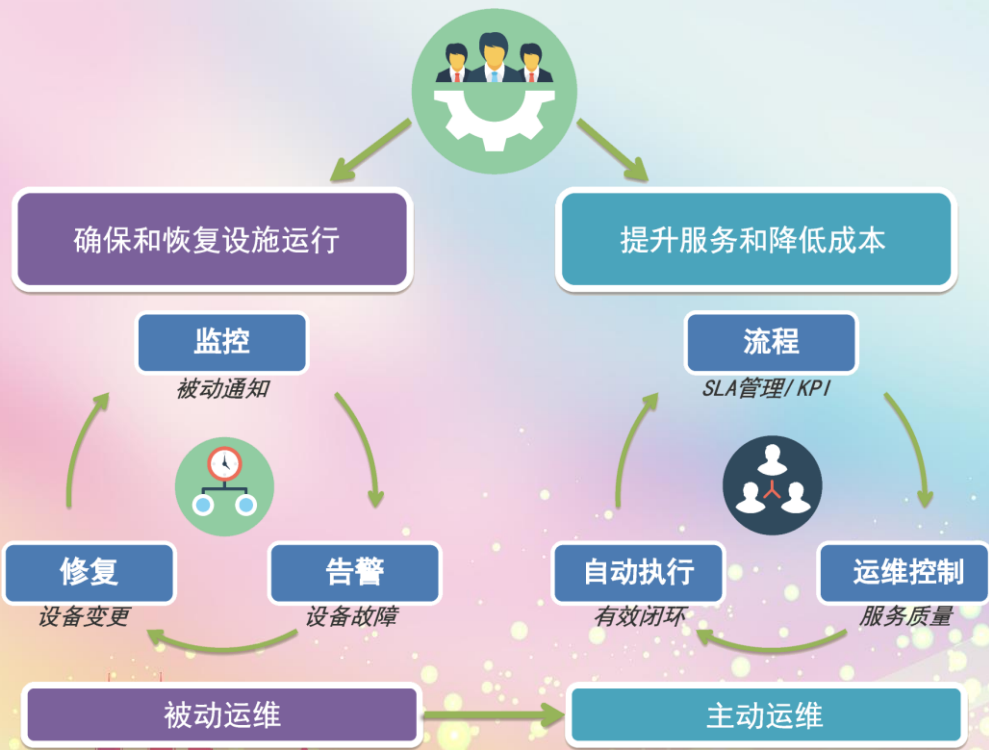 确保和恢复设施运行
提升服务和降低成本
监控
被动通知
流程
SLA管理/KPI
修复
设备变更
告警
设备故障
自动执行
有效闭环
运维控制
服务质量
被动运维
主动运维